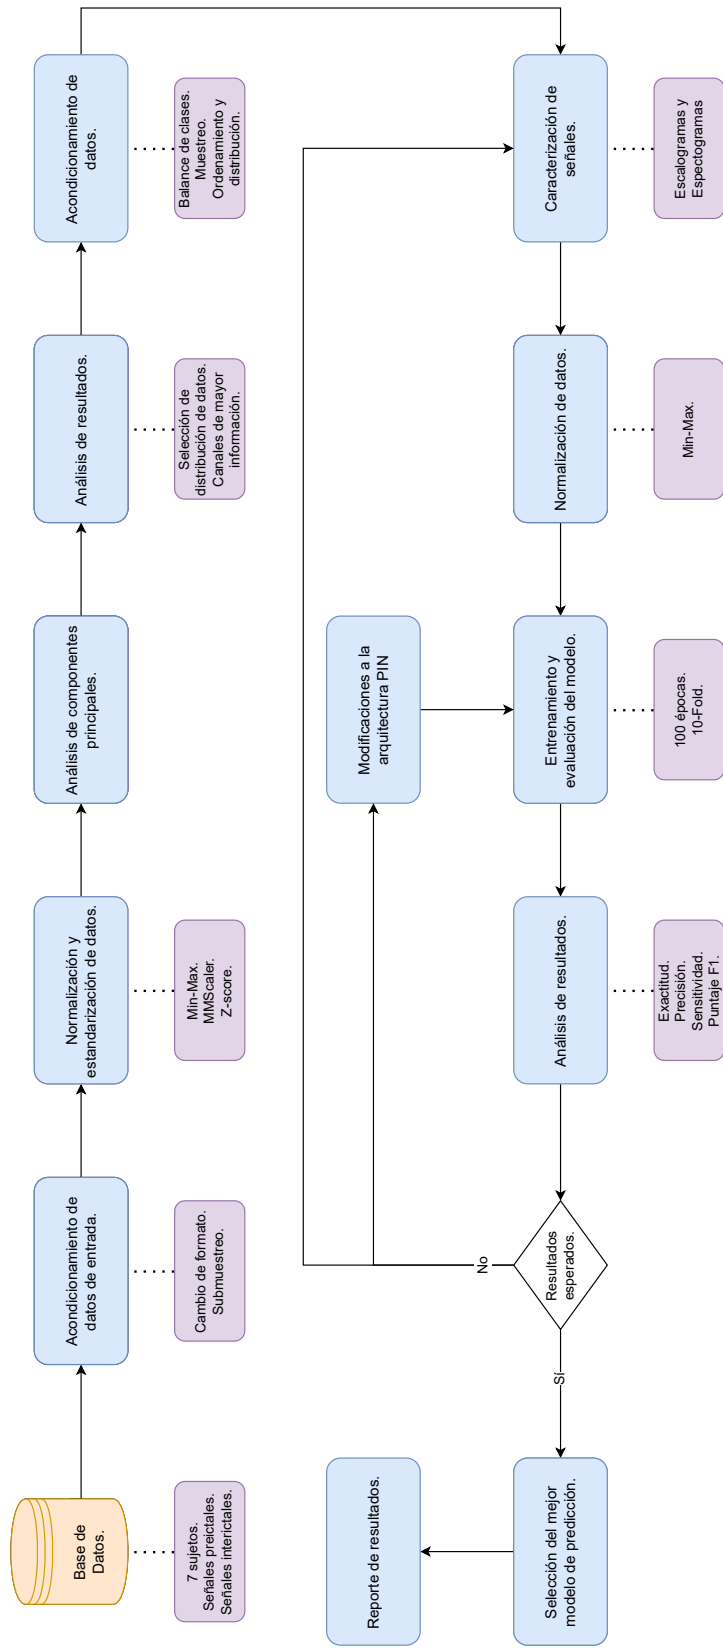 Base de
Datos.
7 sujetos.
Señales preictales.
Señales interictales.
Acondicionamiento de
datos de entrada.
Cambio de formato.
Submuestreo.
Normalización y
estandarización de datos.
Min-Max.
MMScaler.
Z-score.
Análisis de componentes
principales.
Análisis de resultados.
Selección de
distribución de datos.
Canales de mayor
información.
Acondicionamiento de
datos.
Balance de clases.
Muestreo.
Ordenamiento y
distribución.
Caracterización de
señales.
Escalogramas y
Espectogramas
Normalización de datos.
Min-Max.
Modificaciones a la
arquitectura PIN
Entrenamiento y
evaluación del modelo.
100 épocas.
10-Fold.
Análisis de resultados.
Exactitud.
Precisión.
Sensitividad.
Puntaje F1.
No
Resultados
esperados.
Sí
Selección del mejor
modelo de predicción.
Reporte de resultados.